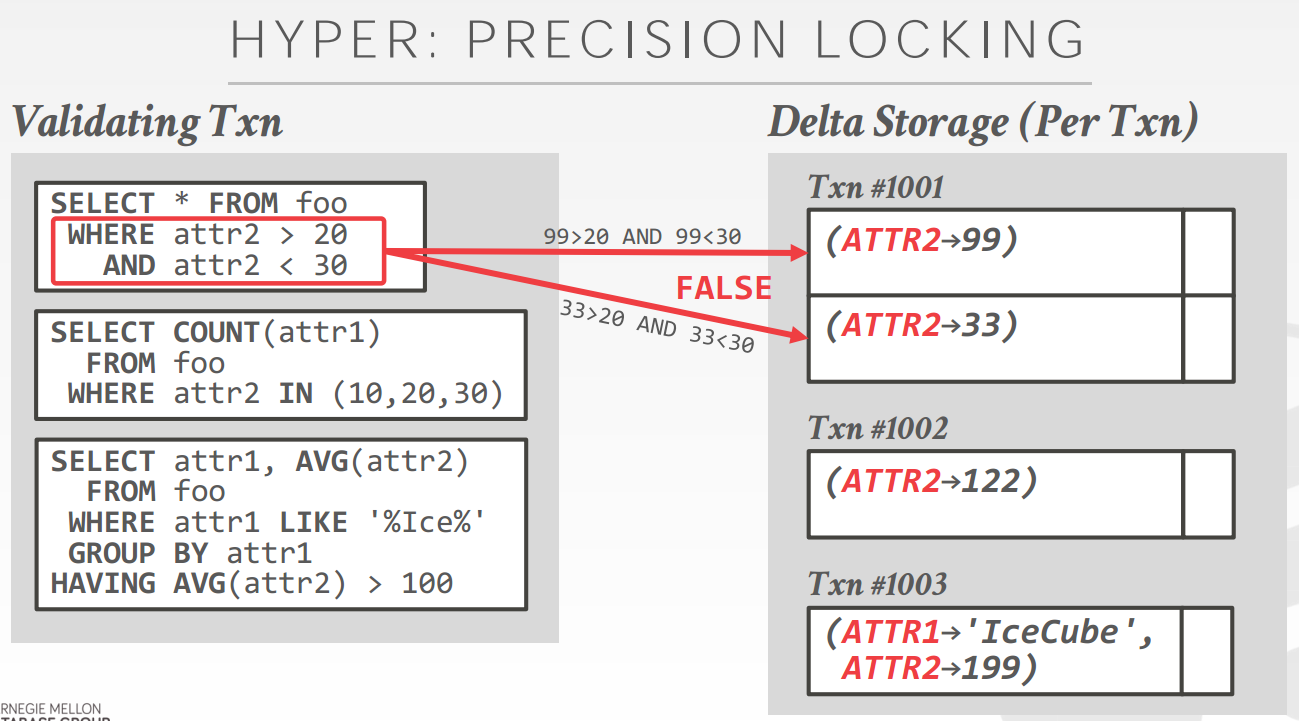 HYPER: PRECISION LOCKING
Validating Txn
SELECT * FROM foo
WHERE attr2 > 20
AND attr2 < 30
SELECT COUNT(attr1)
FROM foo
WHERE attr2 IN (10,20,30)
SELECT attr1, AVG(attr2)
FROM foo
WHERE attr1 LIKE '%Ice%'
GROUP BY attr1
HAVING AVG(attr2) > 100
99>20 AND 99<30
FALSE
33>20 AND 33<30
Delta Storage (Per Txn)
Txn #1001
(ATTR2→99)
(ATTR2→33)
Txn #1002
(ATTR2→122)
Txn #1003
(ATTR1→'IceCube',
ATTR2→199)
RNEGIE MELLON